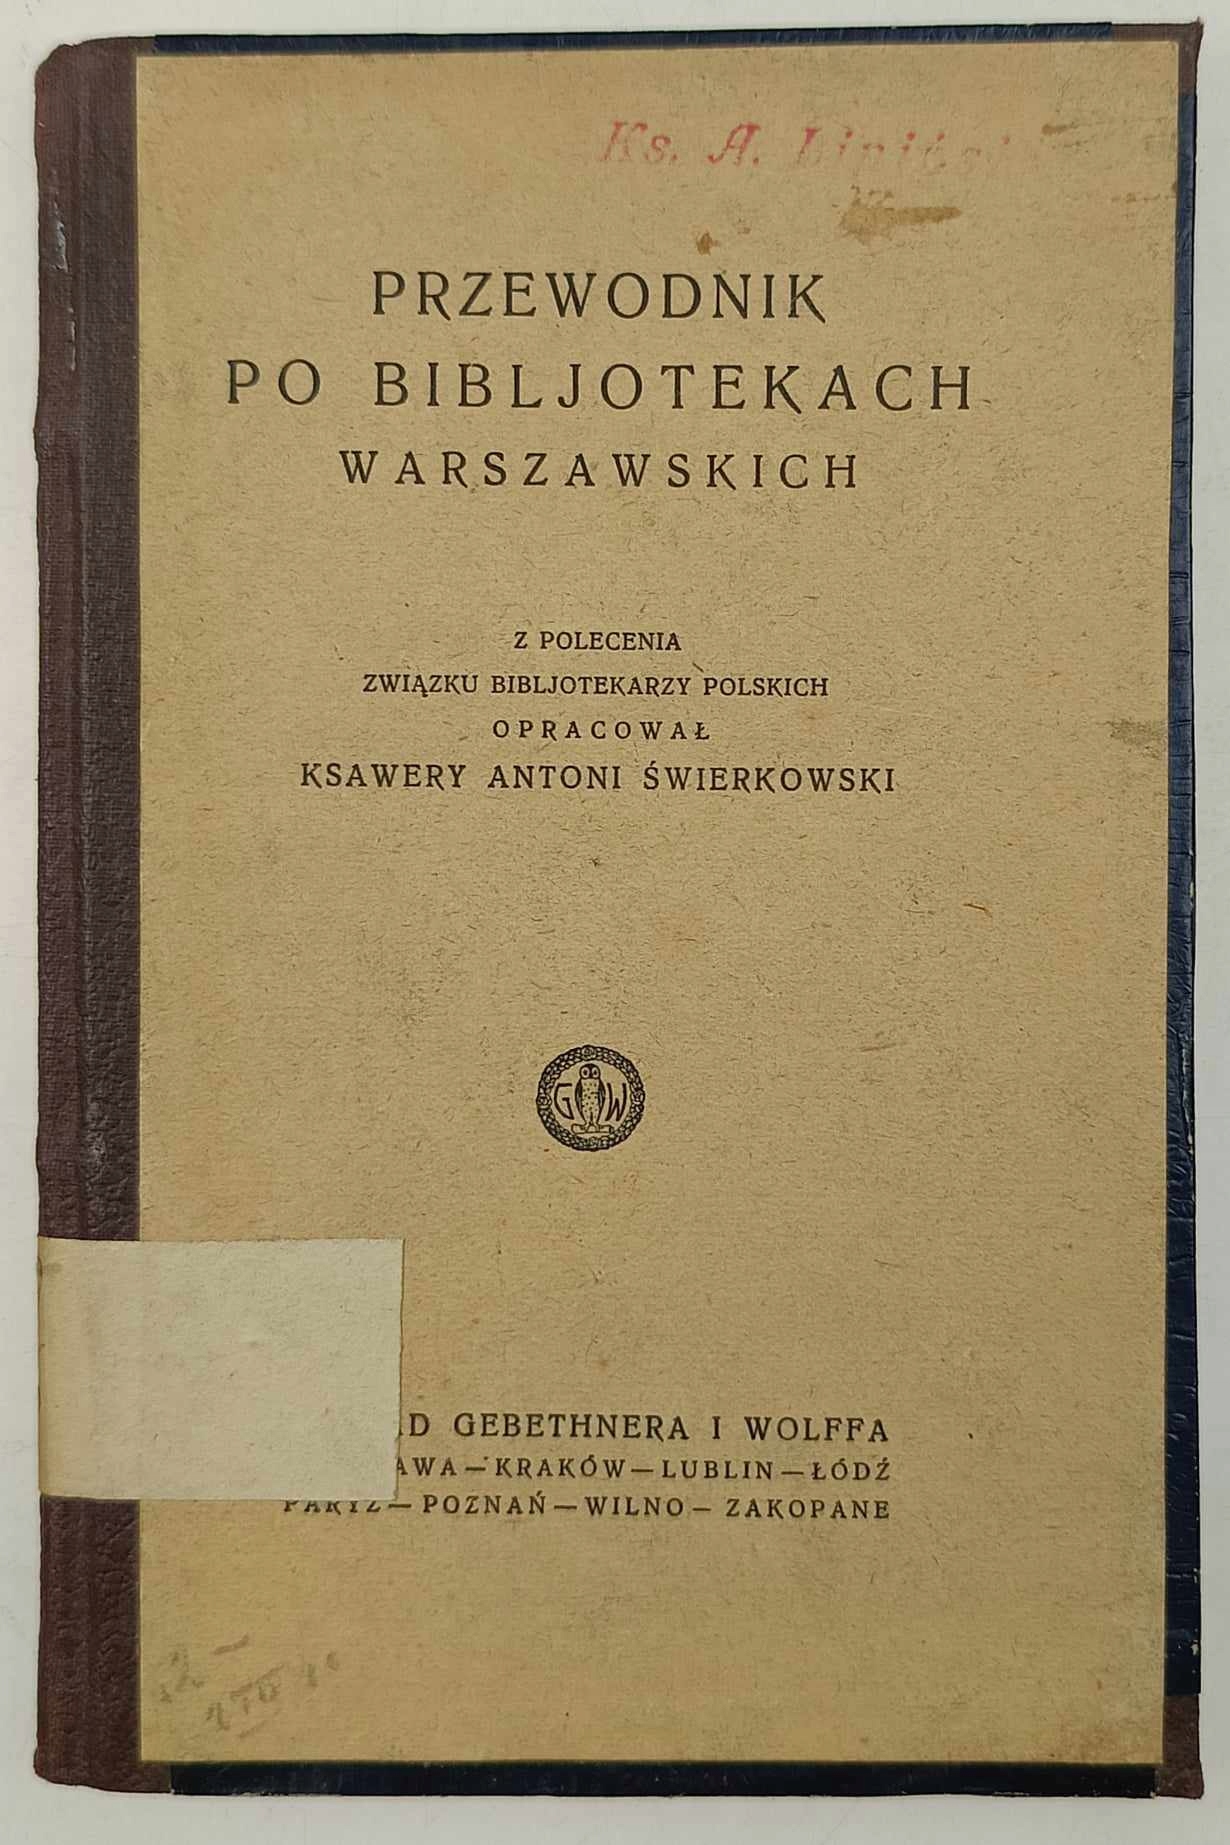 Ks. A.
PRZEWODNIK
PO BIBLJOTEKACH
WARSZAWSKICH
Z POLECENIA
ZWIĄZKU BIBLJOTEKARZY POLSKICH
OPRACOWAŁ
KSAWERY ANTONI ŚWIERKOWSKI
G W
GEBETHNERA I WOLFFA
KRAKÓW — LUBLIN — ŁÓDŹ
PARYŻ — POZNAŃ — WILNO — ZAKOPANE